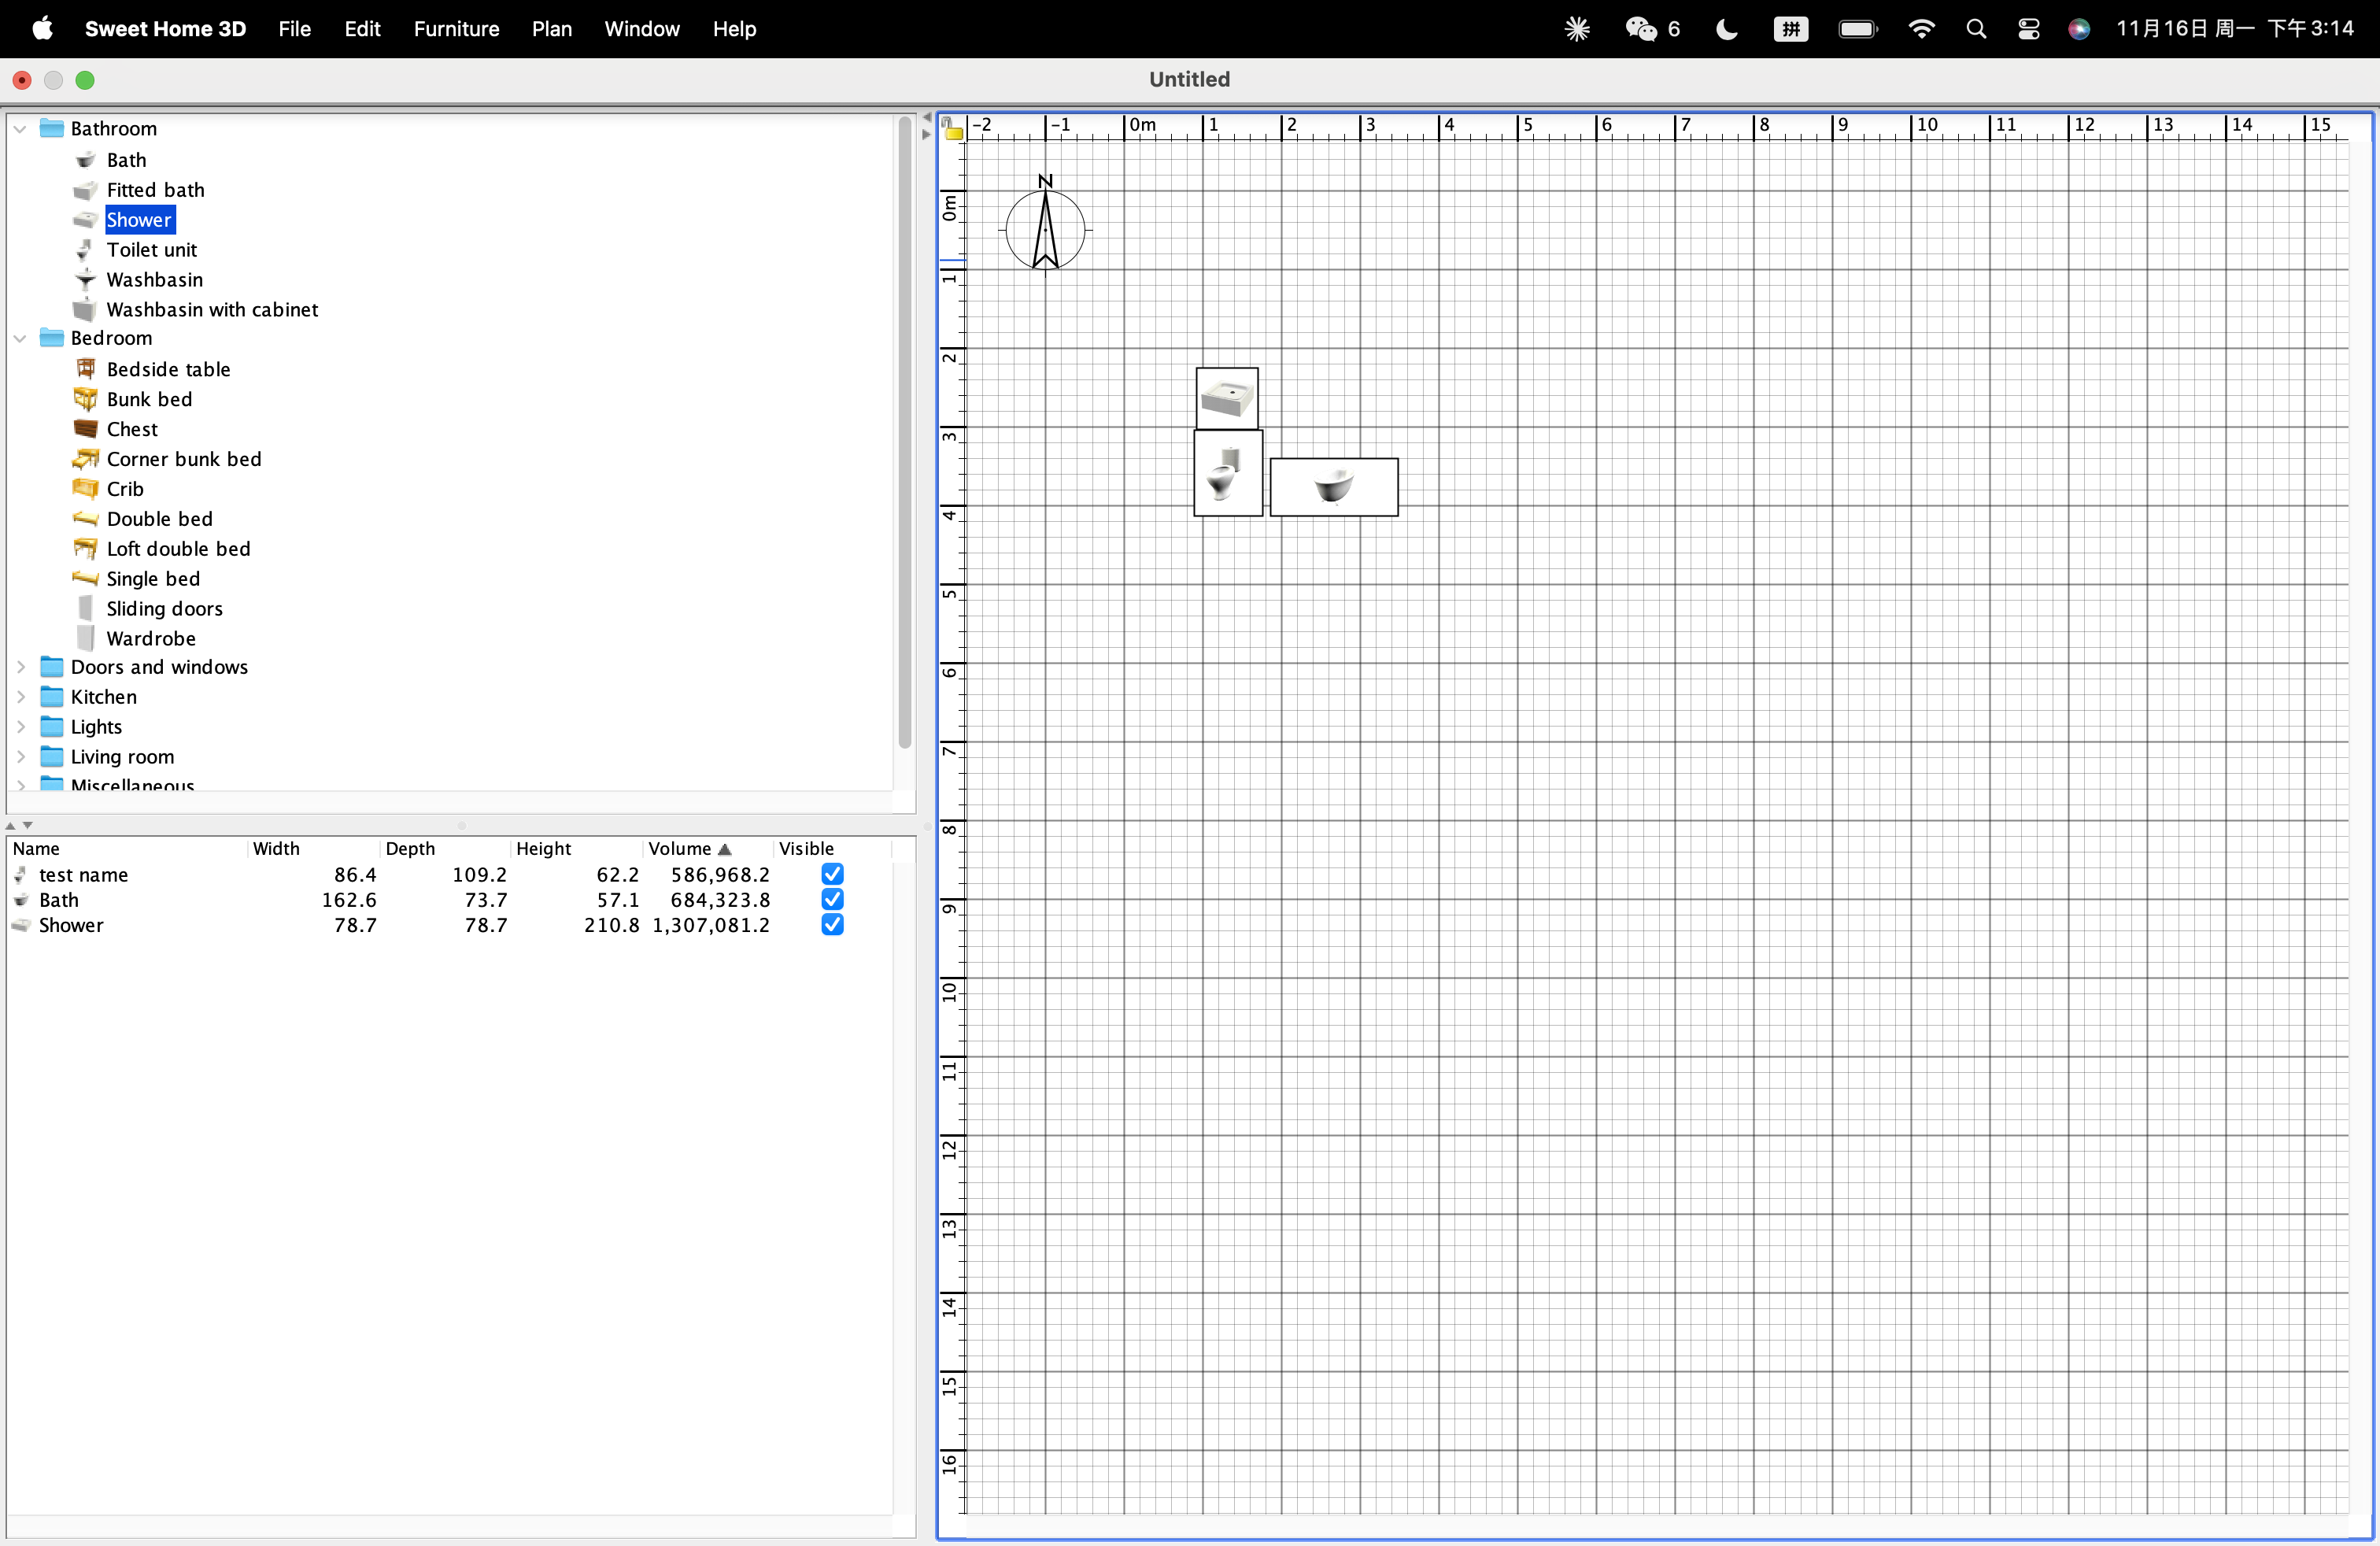 Sweet Home 3D File Edit Furniture Plan Window Help 6 拼 11月16日 周一 下午 3:14
Untitled
Bathroom
Bath
Fitted bath
Shower
Toilet unit
Washbasin
Washbasin with cabinet
Bedroom
Bedside table
Bunk bed
Chest
Corner bunk bed
Crib
Double bed
Loft double bed
Single bed
Sliding doors
Wardrobe
Doors and windows
Kitchen
Lights
Living room
Miscellaneous
Name Width Depth Height Volume Visible
test name 86.4 109.2 62.2 586,968.2
Bath 162.6 73.7 57.1 684,323.8
Shower 78.7 78.7 210.8 1,307,081.2
-2 -1 0m 1 2 3 4 5 6 7 8 9 10 11 12 13 14 15
N
0m
1
2
3
4
5
6
7
8
9
10
11
12
13
14
15
16